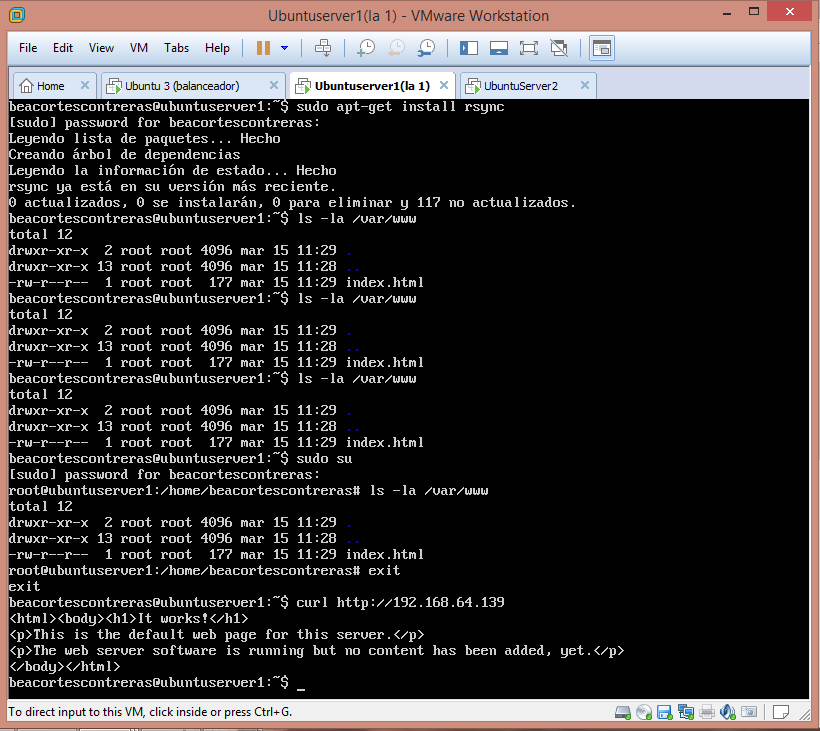 Ubuntuserver1(la 1) - VMware Workstation
File Edit View VM Tabs Help
Home Ubuntu 3 (balanceador) Ubuntuserver1(la 1) UbuntuServer2
beacortescontreras@ubuntuserver1:~$ sudo apt-get install rsync
[sudo] password for beacortescontreras:
Leyendo lista de paquetes... Hecho
Creando árbol de dependencias
Leyendo la información de estado... Hecho
rsync ya está en su versión más reciente.
0 actualizados, 0 se instalarán, 0 para eliminar y 117 no actualizados.
beacortescontreras@ubuntuserver1:~$ ls -la /var/www
total 12
drwxr-xr-x  2 root root 4096 mar 15 11:29 .
drwxr-xr-x 13 root root 4096 mar 15 11:28 ..
-rw-r--r--  1 root root  177 mar 15 11:29 index.html
beacortescontreras@ubuntuserver1:~$ ls -la /var/www
total 12
drwxr-xr-x  2 root root 4096 mar 15 11:29 .
drwxr-xr-x 13 root root 4096 mar 15 11:28 ..
-rw-r--r--  1 root root  177 mar 15 11:29 index.html
beacortescontreras@ubuntuserver1:~$ ls -la /var/www
total 12
drwxr-xr-x  2 root root 4096 mar 15 11:29 .
drwxr-xr-x 13 root root 4096 mar 15 11:28 ..
-rw-r--r--  1 root root  177 mar 15 11:29 index.html
beacortescontreras@ubuntuserver1:~$ sudo su
[sudo] password for beacortescontreras:
root@ubuntuserver1:/home/beacortescontreras# ls -la /var/www
total 12
drwxr-xr-x  2 root root 4096 mar 15 11:29 .
drwxr-xr-x 13 root root 4096 mar 15 11:28 ..
-rw-r--r--  1 root root  177 mar 15 11:29 index.html
root@ubuntuserver1:/home/beacortescontreras# exit
exit
beacortescontreras@ubuntuserver1:~$ curl http://192.168.64.139
<html><body><h1>It works!</h1>
<p>This is the default web page for this server.</p>
<p>The web server software is running but no content has been added, yet.</p>
</body></html>
beacortescontreras@ubuntuserver1:~$ _
To direct input to this VM, click inside or press Ctrl+G.